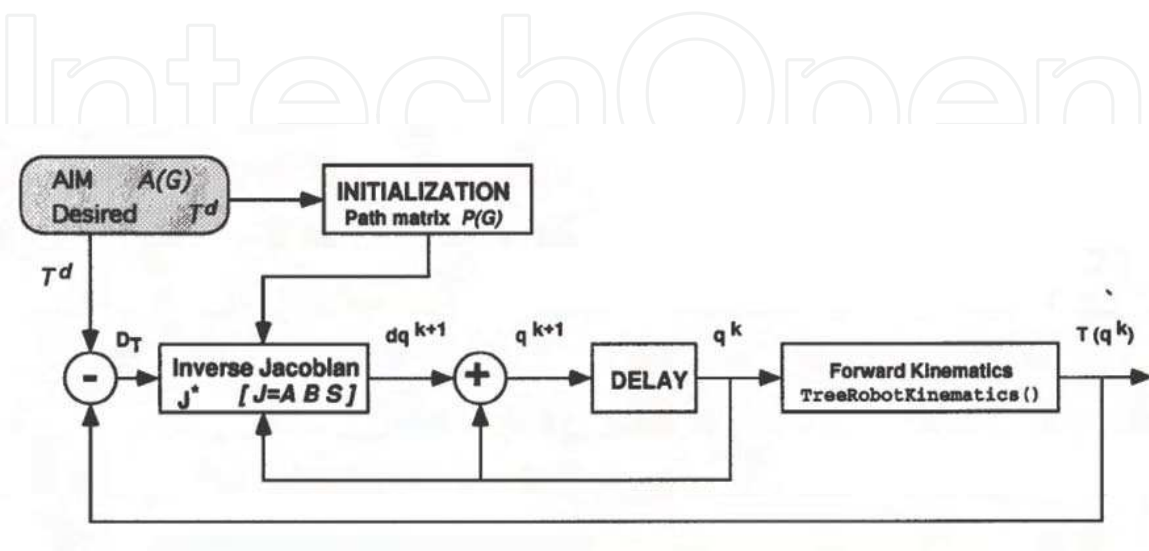 IntechOpen
AIM A(G)
Desired T^d
INITIALIZATION
Path matrix P(G)
T^d
D_T
-
Inverse Jacobian
J* [J=A B S]
dq^k+1
+
q^k+1
DELAY
q^k
Forward Kinematics
TreeRobotKinematics()
T(q^k)